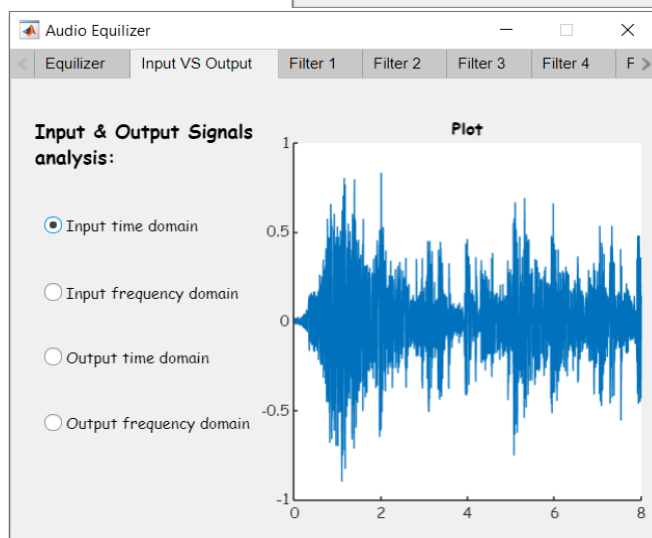 Audio Equilizer
Equilizer
Input VS Output
Filter 1
Filter 2
Filter 3
Filter 4
Input & Output Signals
analysis:
Input time domain
Input frequency domain
Output time domain
Output frequency domain
Plot
1
0.5
0
-0.5
-1
0 2 4 6 8